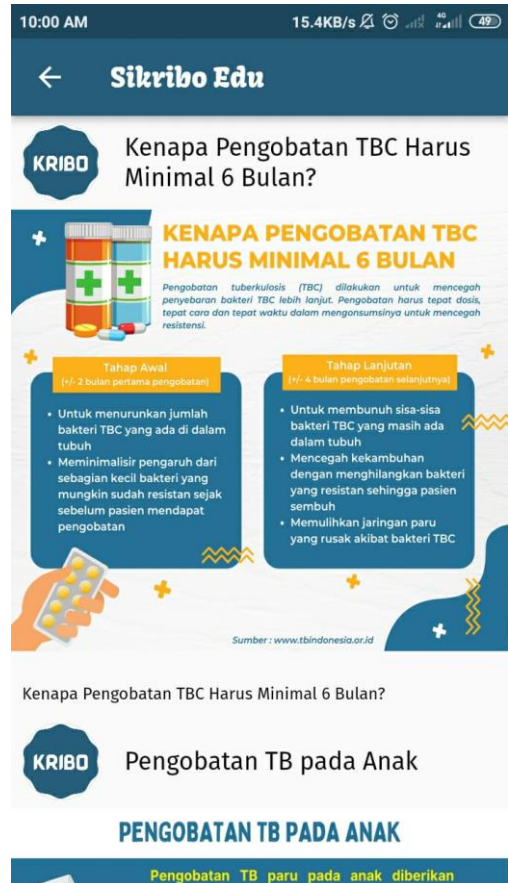 10:00 AM
15.4KB/s
4G
49
Sikribo Edu
KRIBO
Kenapa Pengobatan TBC Harus
Minimal 6 Bulan?
KENAPA PENGOBATAN TBC
HARUS MINIMAL 6 BULAN
Pengobatan tuberkulosis (TBC) dilakukan untuk mencegah
penyebaran bakteri TBC lebih lanjut. Pengobatan harus tepat dosis,
tepat cara dan tepat waktu dalam mengonsumsinya untuk mencegah
resistensi.
Tahap Awal
(+/- 2 bulan pertama pengobatan)
• Untuk menurunkan jumlah
bakteri TBC yang ada di dalam
tubuh
• Meminimalisir pengaruh dari
sebagian kecil bakteri yang
mungkin sudah resistan sejak
sebelum pasien mendapat
pengobatan
Tahap Lanjutan
(+/- 4 bulan pengobatan selanjutnya)
• Untuk membunuh sisa-sisa
bakteri TBC yang masih ada
dalam tubuh
• Mencegah kekambuhan
dengan menghilangkan bakteri
yang resistan sehingga pasien
sembuh
• Memulihkan jaringan paru
yang rusak akibat bakteri TBC
Sumber : www.tbindonesia.or.id
Kenapa Pengobatan TBC Harus Minimal 6 Bulan?
KRIBO
Pengobatan TB pada Anak
PENGOBATAN TB PADA ANAK
Pengobatan TB paru pada anak diberikan